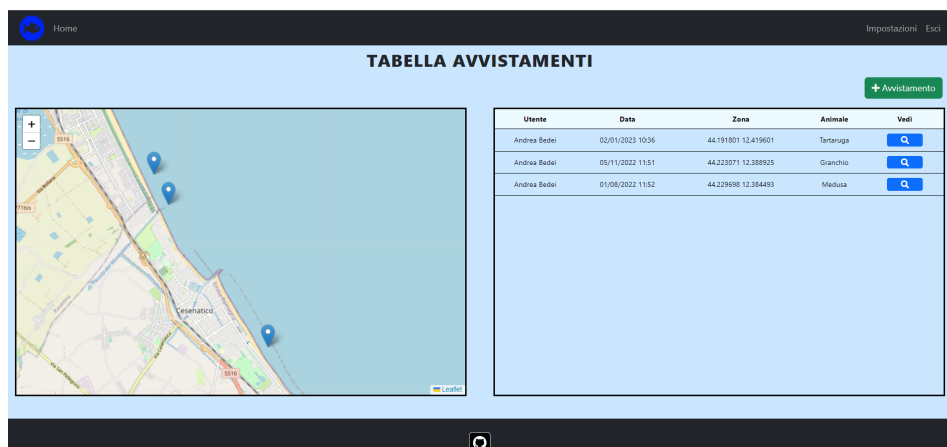 Home
Impostazioni Esci
TABELLA AVVISTAMENTI
+ Avvistamento
+
−
SS16
Cesenatico
SS16
Leaflet
Utente Data Zona Animale Vedi
Andrea Bedei 02/01/2023 10:36 44.191801 12.419601 Tartaruga
Andrea Bedei 05/11/2022 11:51 44.223071 12.388925 Granchio
Andrea Bedei 01/08/2022 11:52 44.229698 12.384493 Medusa